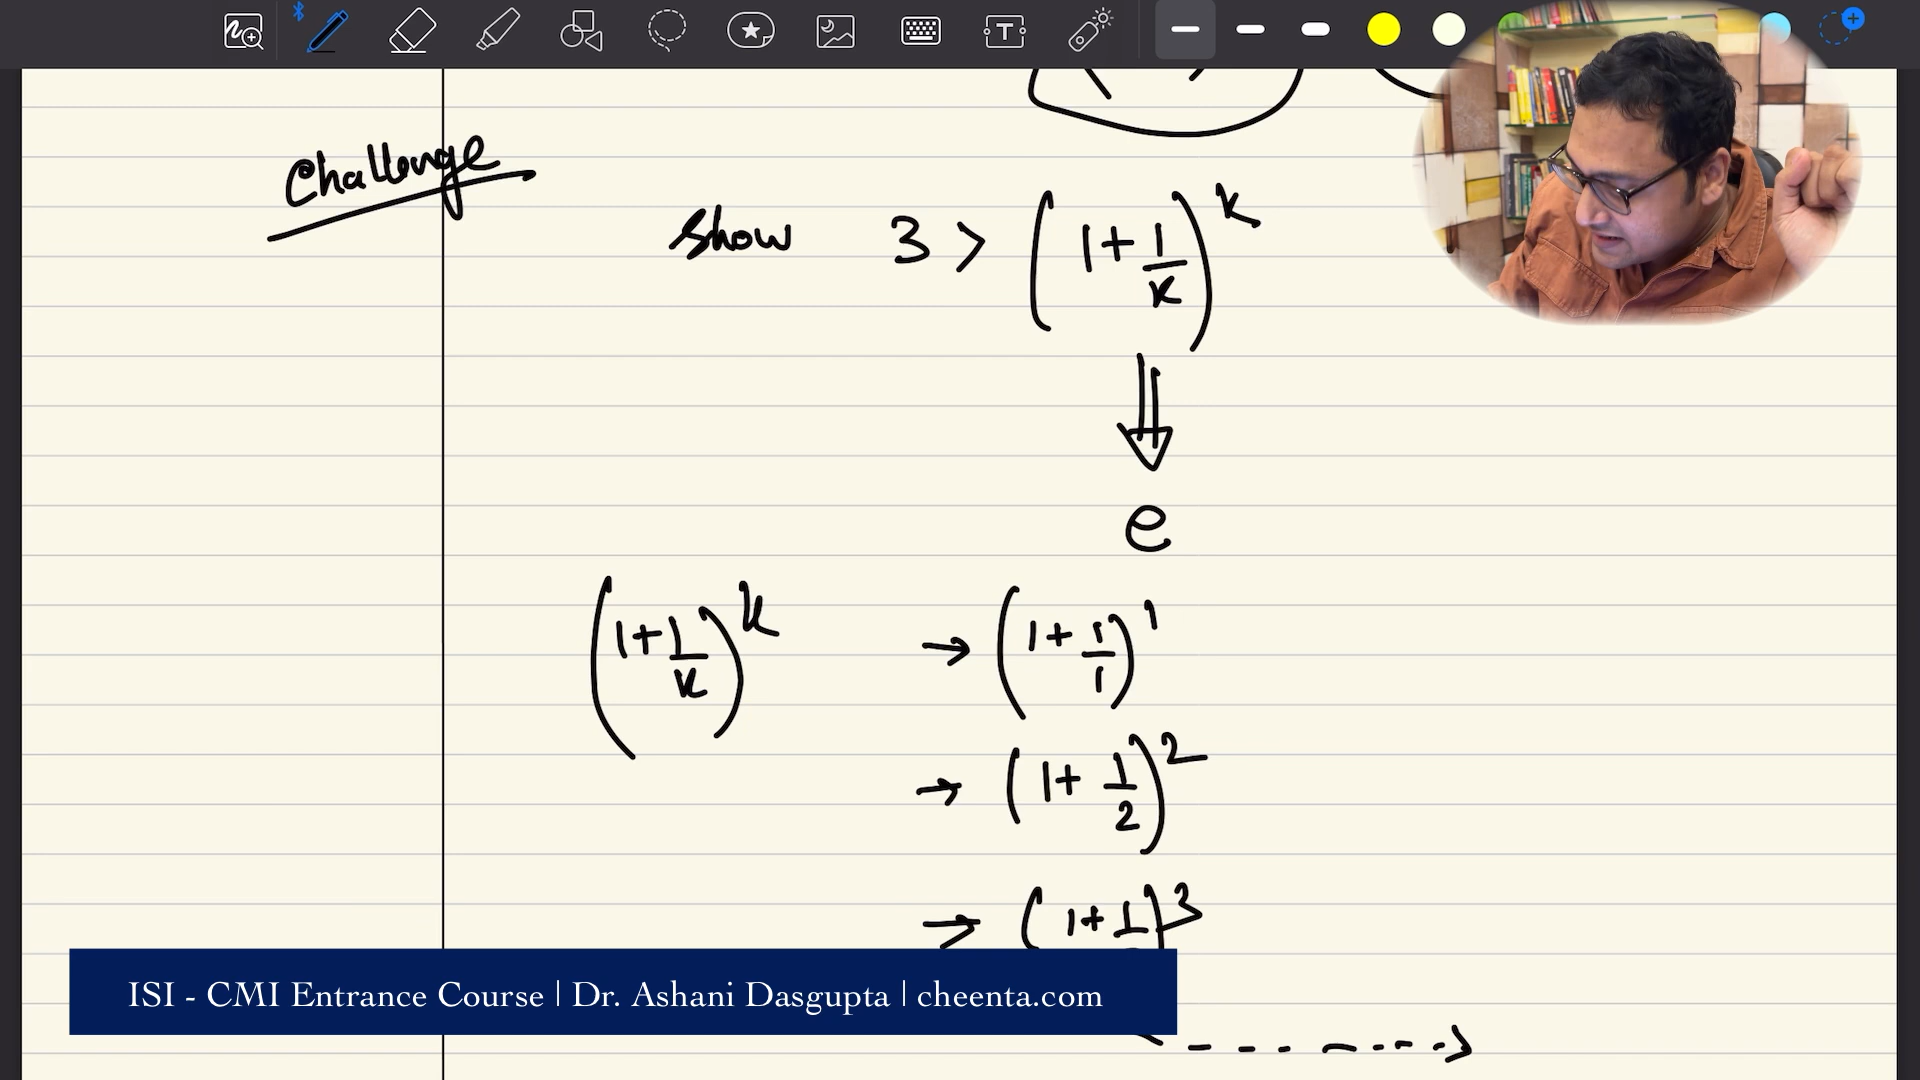 Challenge
Show 3 > (1 + 1/k)^k
⇓
e
(1 + 1/k)^k → (1 + 1/1)^1
→ (1 + 1/2)^2
→ (1 + 1/ )^3
ISI - CMI Entrance Course | Dr. Ashani Dasgupta | cheenta.com